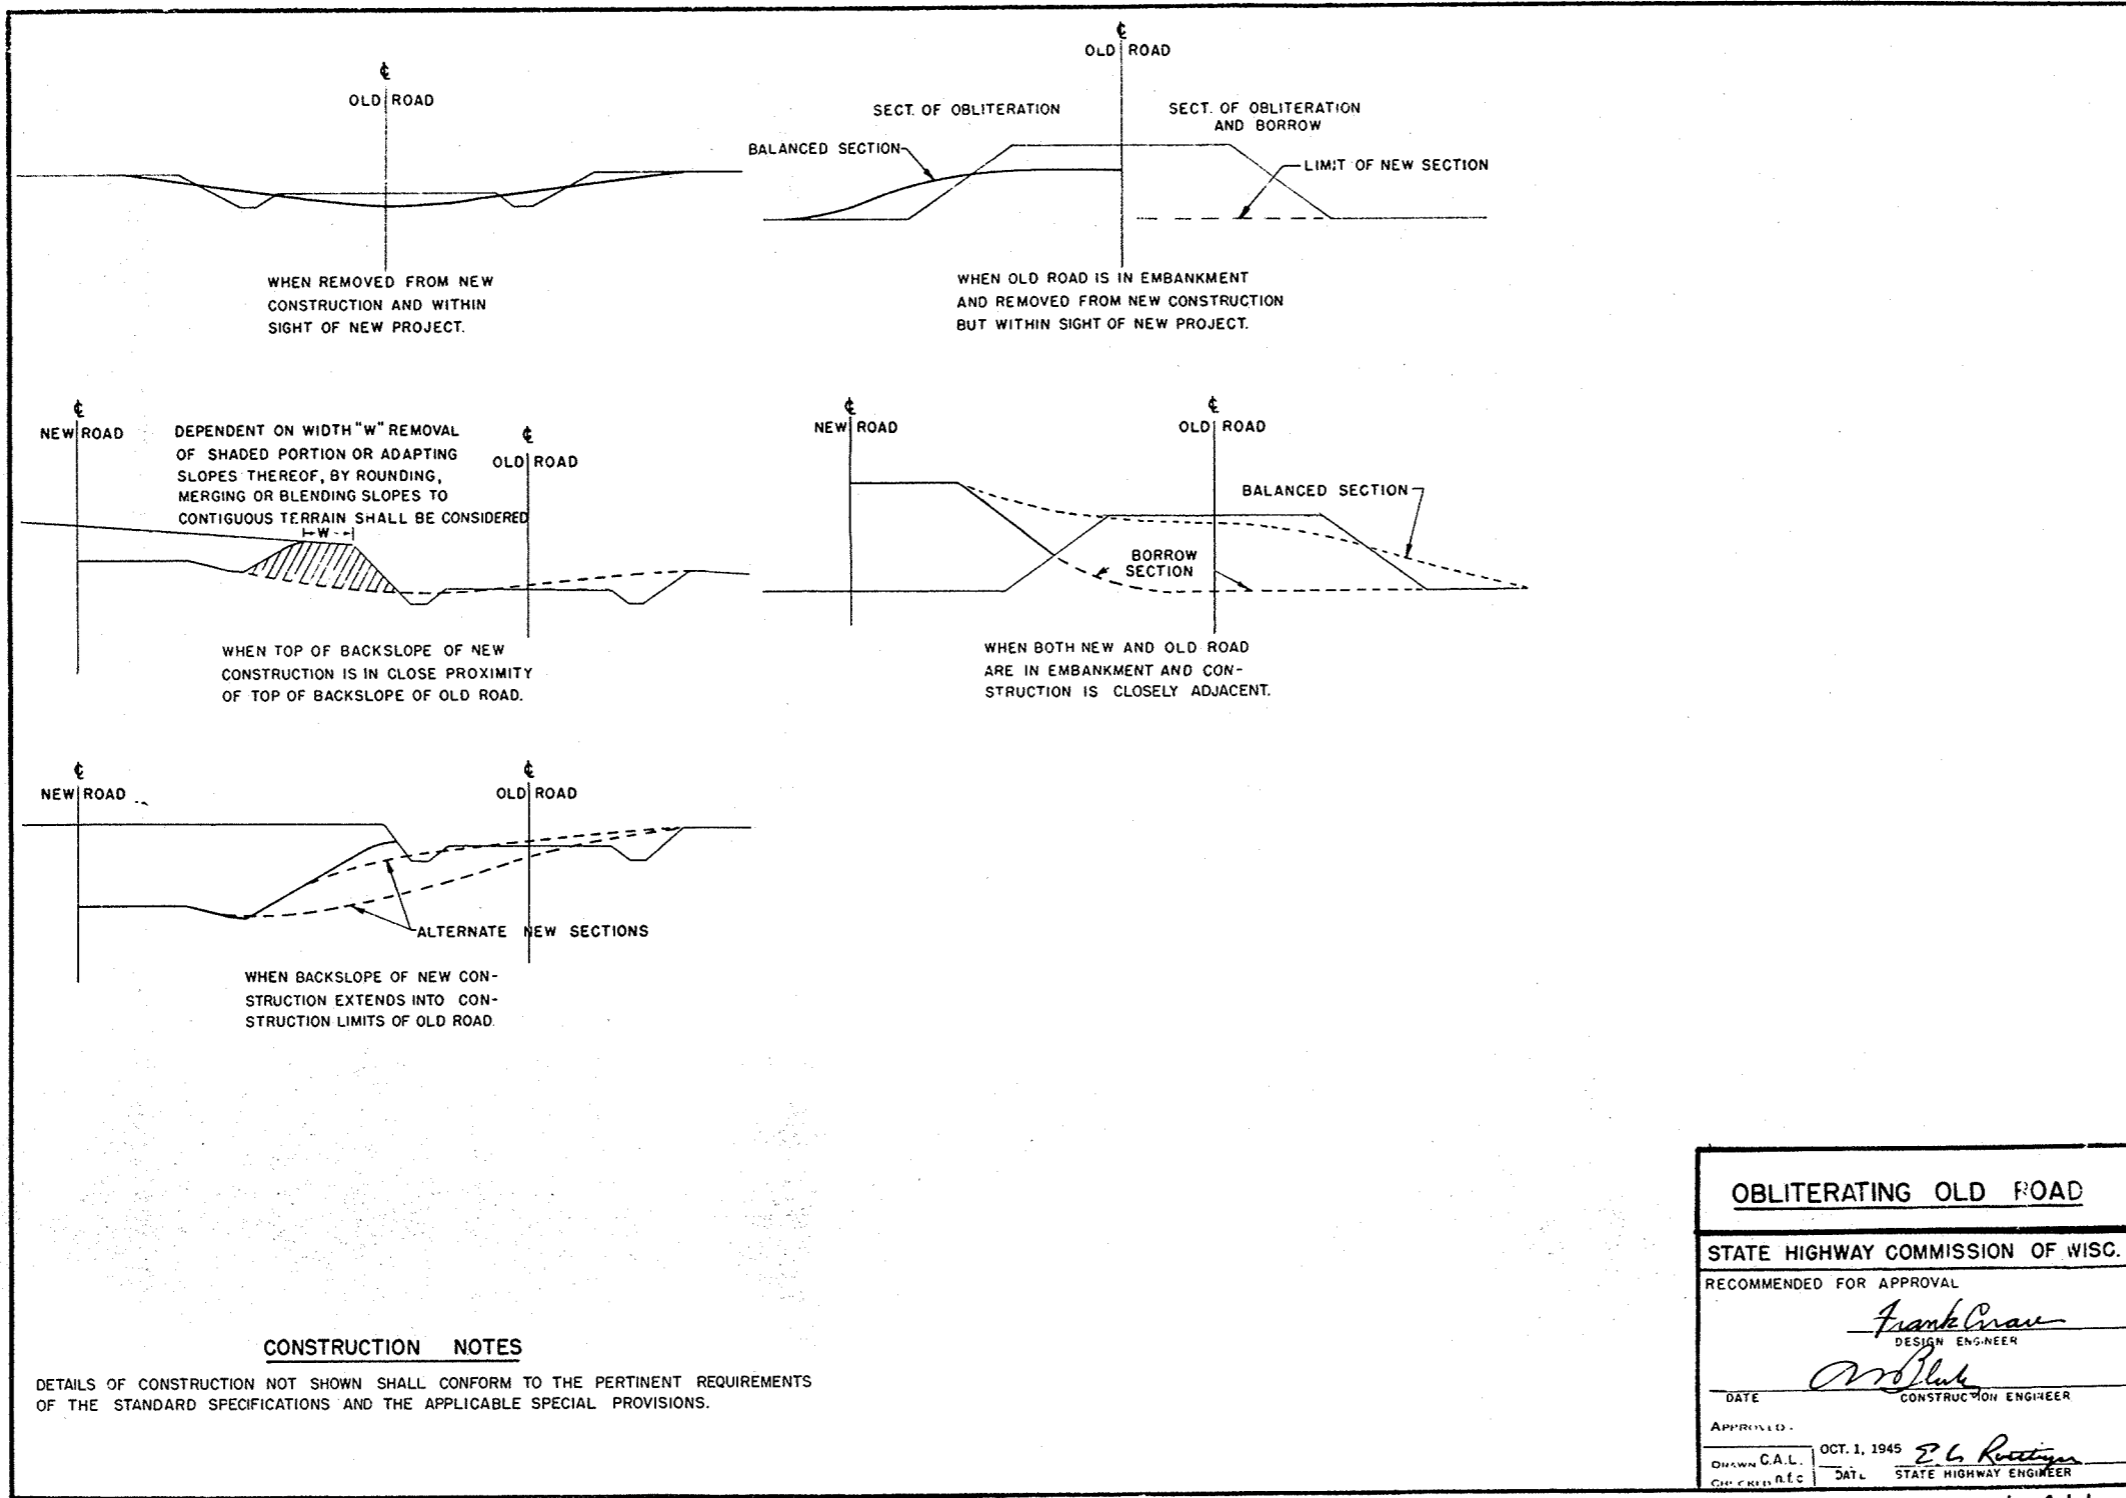 ℄
OLD ROAD
WHEN REMOVED FROM NEW
CONSTRUCTION AND WITHIN
SIGHT OF NEW PROJECT.
℄
OLD ROAD
SECT. OF OBLITERATION
SECT. OF OBLITERATION
AND BORROW
BALANCED SECTION
LIMIT OF NEW SECTION
WHEN OLD ROAD IS IN EMBANKMENT
AND REMOVED FROM NEW CONSTRUCTION
BUT WITHIN SIGHT OF NEW PROJECT.
℄
NEW ROAD
DEPENDENT ON WIDTH "W" REMOVAL
OF SHADED PORTION OR ADAPTING
SLOPES THEREOF, BY ROUNDING,
MERGING OR BLENDING SLOPES TO
CONTIGUOUS TERRAIN SHALL BE CONSIDERED
W
℄
OLD ROAD
WHEN TOP OF BACKSLOPE OF NEW
CONSTRUCTION IS IN CLOSE PROXIMITY
OF TOP OF BACKSLOPE OF OLD ROAD.
℄
NEW ROAD
℄
OLD ROAD
BALANCED SECTION
BORROW
SECTION
WHEN BOTH NEW AND OLD ROAD
ARE IN EMBANKMENT AND CON-
STRUCTION IS CLOSELY ADJACENT.
℄
NEW ROAD
℄
OLD ROAD
ALTERNATE NEW SECTIONS
WHEN BACKSLOPE OF NEW CON-
STRUCTION EXTENDS INTO CON-
STRUCTION LIMITS OF OLD ROAD.
CONSTRUCTION NOTES
DETAILS OF CONSTRUCTION NOT SHOWN SHALL CONFORM TO THE PERTINENT REQUIREMENTS
OF THE STANDARD SPECIFICATIONS AND THE APPLICABLE SPECIAL PROVISIONS.
OBLITERATING OLD ROAD
STATE HIGHWAY COMMISSION OF WISC.
RECOMMENDED FOR APPROVAL
Frank
DESIGN ENGINEER
DATE
CONSTRUCTION ENGINEER
APPROVED.
DRAWN C.A.L.
CHECKED n.f.c
OCT. 1, 1945
DATE
STATE HIGHWAY ENGINEER